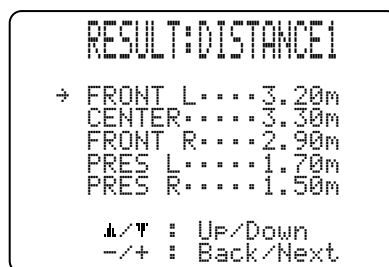 RESULT:DISTANCE1
→ FRONT L····3.20m
CENTER·····3.30m
FRONT R····2.90m
PRES L·····1.70m
PRES R·····1.50m
▲/▼ : Up/Down
-/+ : Back/Next